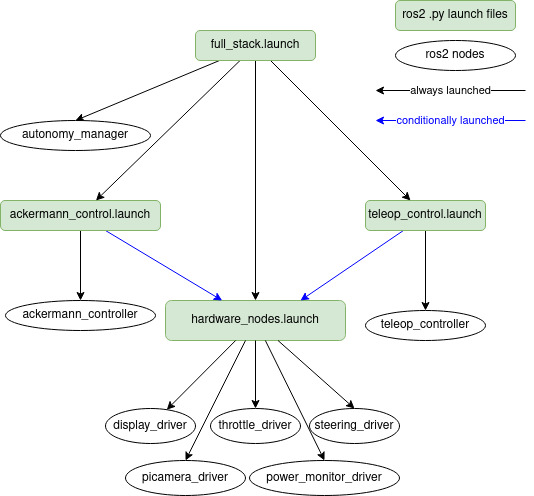 ros2 .py launch files
full_stack.launch
ros2 nodes
always launched
conditionally launched
autonomy_manager
ackermann_control.launch
teleop_control.launch
ackermann_controller
hardware_nodes.launch
teleop_controller
display_driver
throttle_driver
steering_driver
picamera_driver
power_monitor_driver